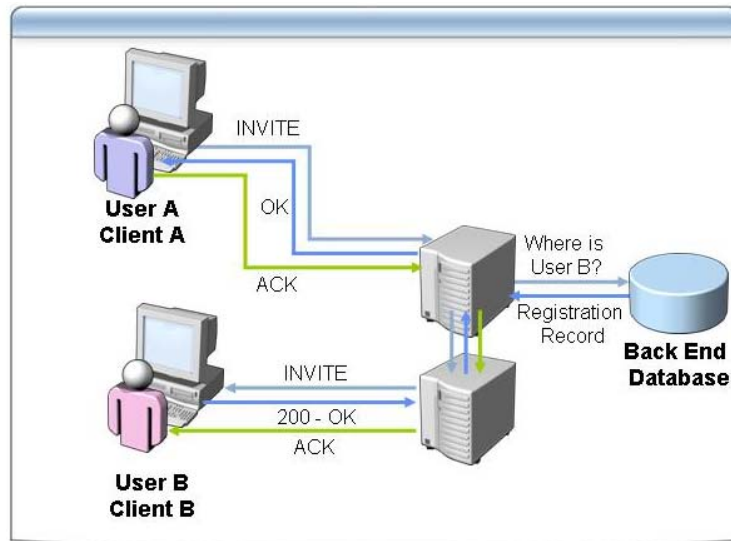 INVITE
OK
ACK
User A
Client A
Where is
User B?
Registration
Record
Back End
Database
INVITE
200 - OK
ACK
User B
Client B